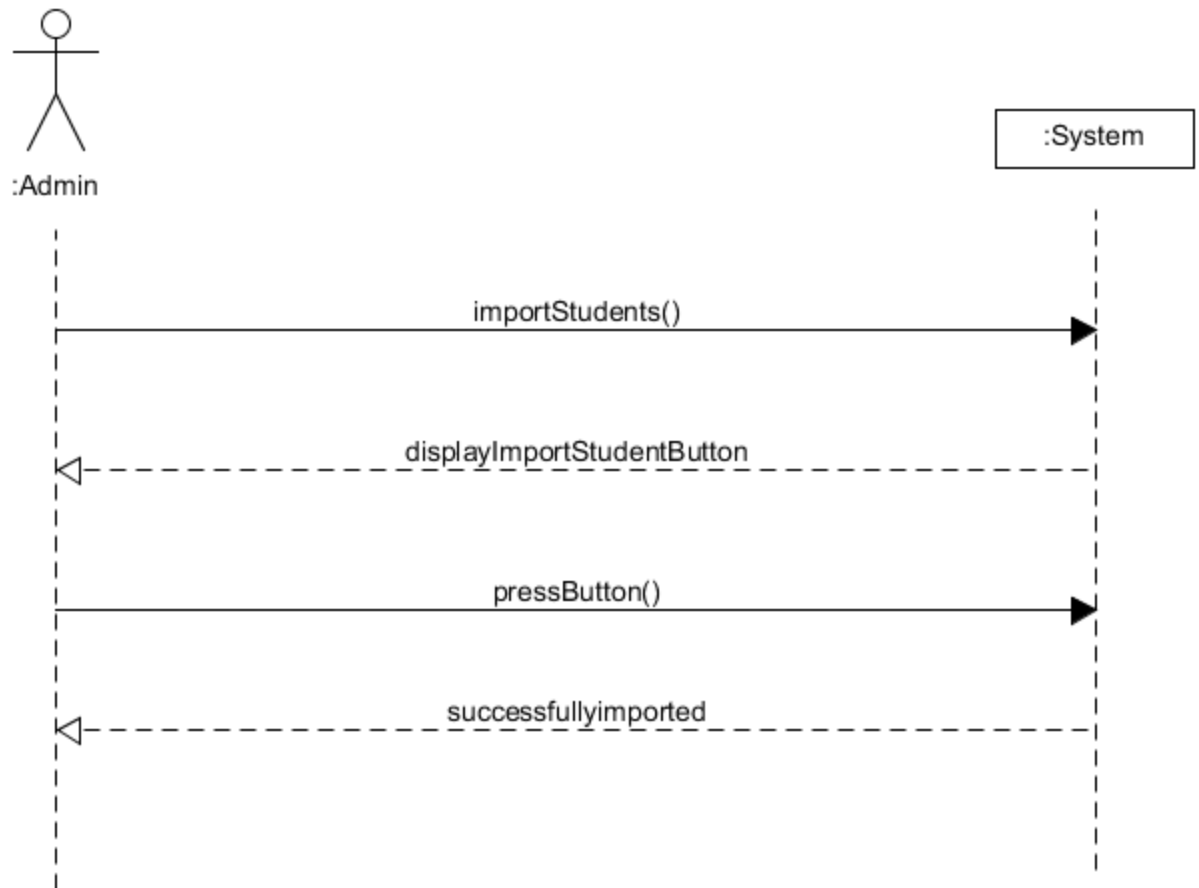 :System
:Admin
importStudents()
displayImportStudentButton
pressButton()
successfullyimported